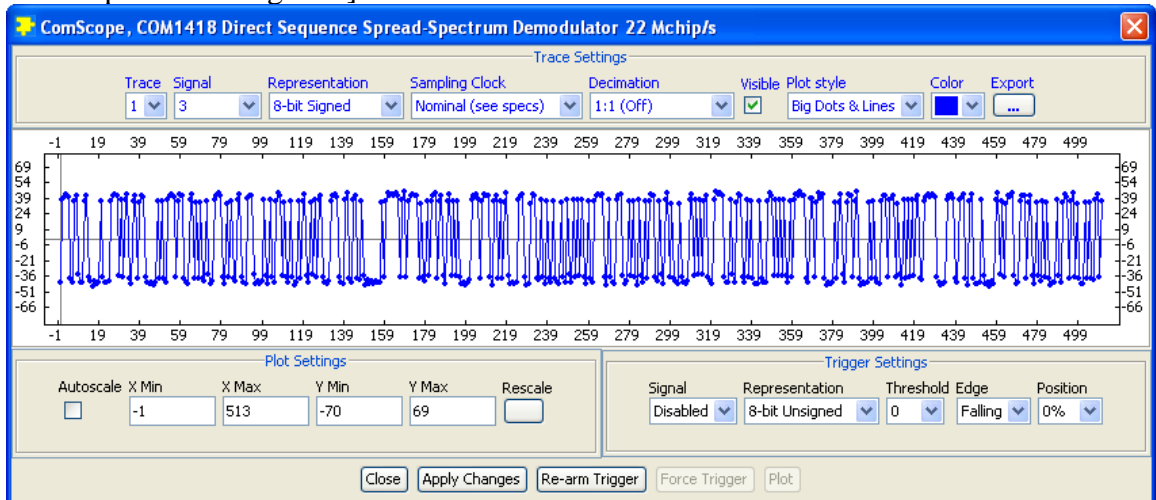 ComScope, COM1418 Direct Sequence Spread-Spectrum Demodulator 22 Mchip/s
Trace Settings
Trace Signal Representation Sampling Clock Decimation Visible Plot style Color Export
1 3 8-bit Signed Nominal (see specs) 1:1 (Off) Big Dots & Lines ...
-1 19 39 59 79 99 119 139 159 179 199 219 239 259 279 299 319 339 359 379 399 419 439 459 479 499
69 69
54 54
39 39
24 24
9 9
-6 -6
-21 -21
-36 -36
-51 -51
-66 -66
-1 19 39 59 79 99 119 139 159 179 199 219 239 259 279 299 319 339 359 379 399 419 439 459 479 499
Plot Settings Trigger Settings
Autoscale X Min X Max Y Min Y Max Rescale Signal Representation Threshold Edge Position
-1 513 -70 69 Disabled 8-bit Unsigned 0 Falling 0%
Close Apply Changes Re-arm Trigger Force Trigger Plot